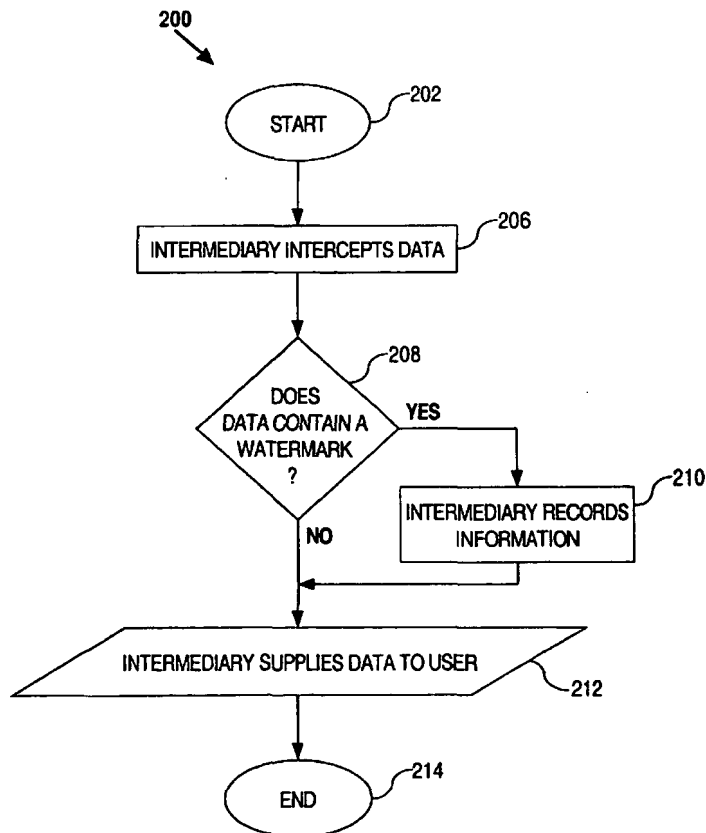 200
START
202
INTERMEDIARY INTERCEPTS DATA
206
208
DOES
DATA CONTAIN A
WATERMARK
?
YES
210
INTERMEDIARY RECORDS
INFORMATION
NO
INTERMEDIARY SUPPLIES DATA TO USER
212
END
214